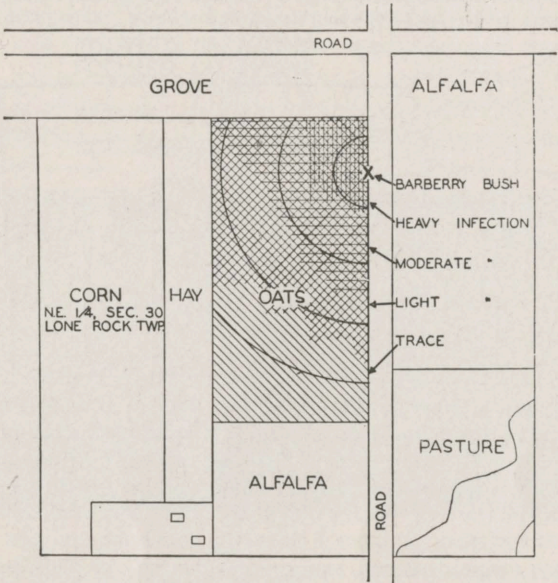 ROAD
GROVE
ALFALFA
BARBERRY BUSH
HEAVY INFECTION
MODERATE "
LIGHT "
TRACE
CORN
N.E. 1/4, SEC. 30
LONE ROCK TWP.
HAY
OATS
X
PASTURE
ALFALFA
ROAD